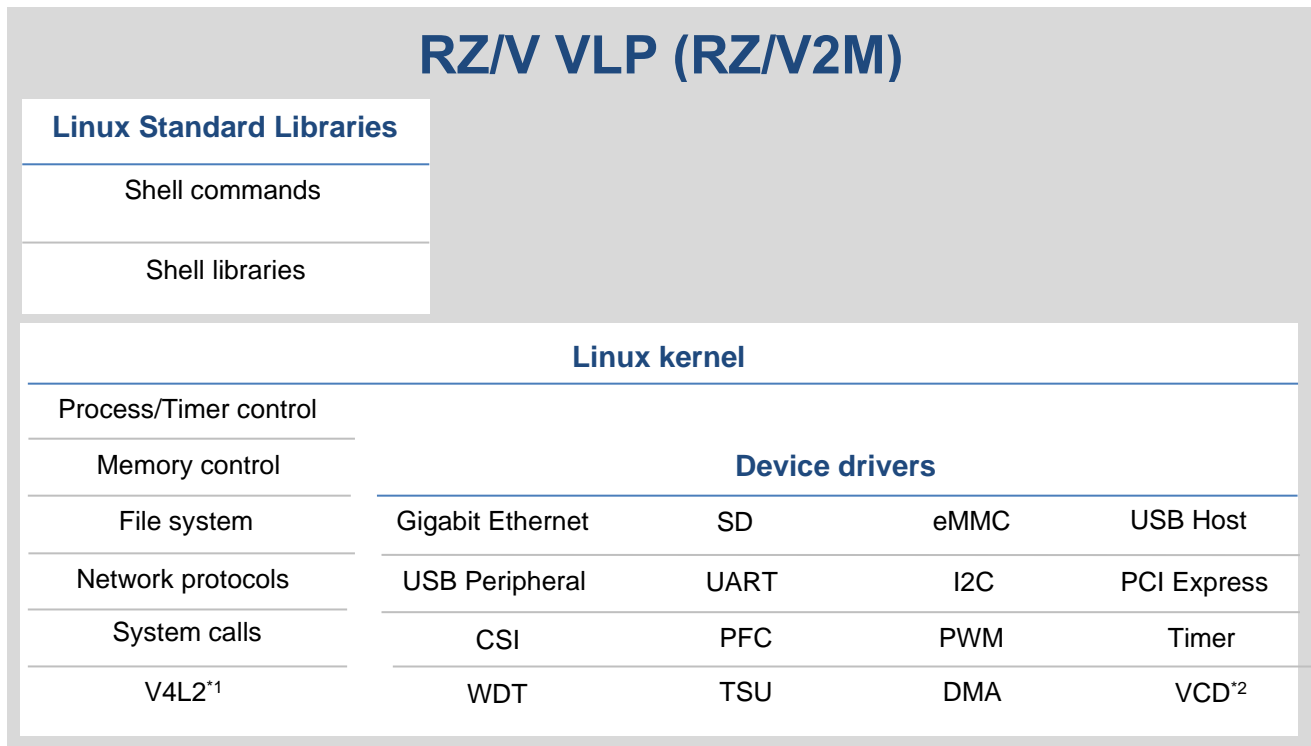 RZ/V VLP (RZ/V2M)
Linux Standard Libraries
Shell commands
Shell libraries
Linux kernel
Process/Timer control
Memory control
Device drivers
File system
Gigabit Ethernet
SD
eMMC
USB Host
Network protocols
USB Peripheral
UART
I2C
PCI Express
System calls
CSI
PFC
PWM
Timer
V4L2*1
WDT
TSU
DMA
VCD*2